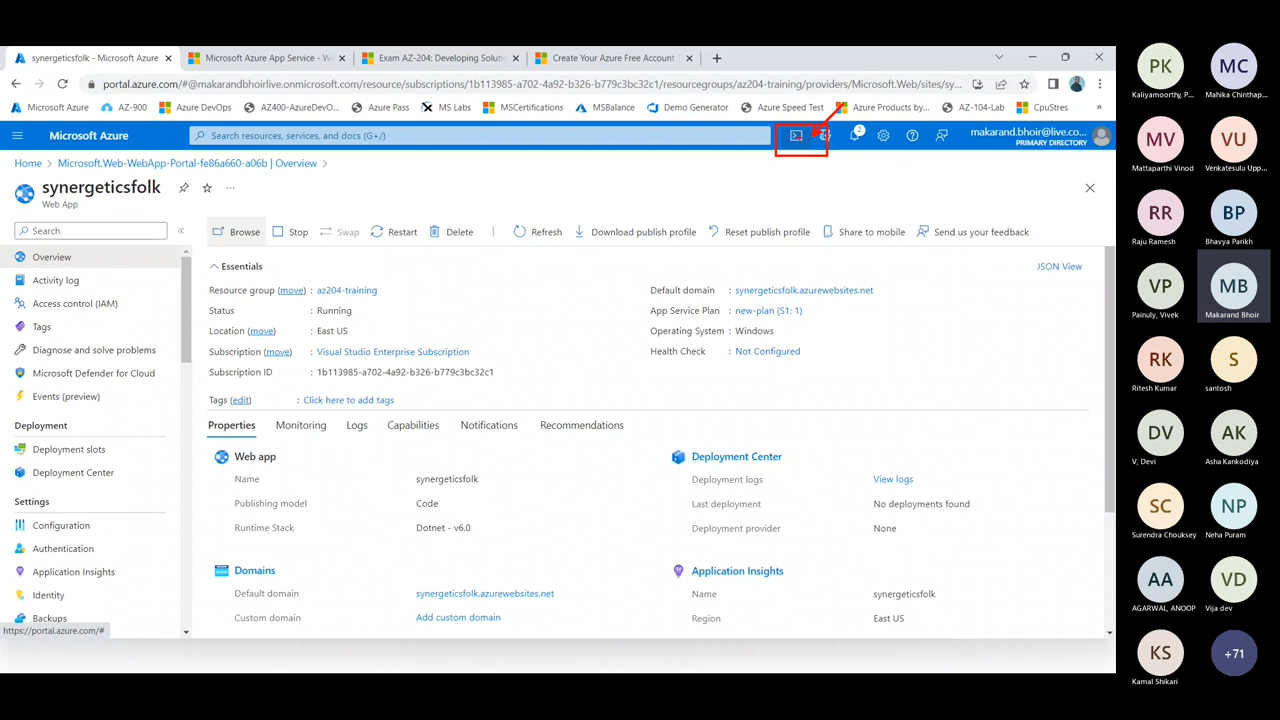 synergeticsfolk - Microsoft Azure
Microsoft Azure App Service - W
Exam AZ-204: Developing Soluti
Create Your Azure Free Account
portal.azure.com/#@makarandbhoirlive.onmicrosoft.com/resource/subscriptions/1b113985-a702-4a92-b326-b779c3bc32c1/resourcegroups/az204-training/providers/Microsoft.Web/sites/sy...
Microsoft Azure
AZ-900
Azure DevOps
AZ400-AzureDevO...
Azure Pass
MS Labs
MSCertifications
MSBalance
Demo Generator
Azure Speed Test
Azure Products by...
AZ-104-Lab
CpuStres
»
Microsoft Azure
Search resources, services, and docs (G+/)
2
makarand.bhoir@live.co...
PRIMARY DIRECTORY
Home > Microsoft.Web-WebApp-Portal-fe86a660-a06b | Overview >
synergeticsfolk
Web App
Search
«
Overview
Activity log
Access control (IAM)
Tags
Diagnose and solve problems
Microsoft Defender for Cloud
Events (preview)
Deployment
Deployment slots
Deployment Center
Settings
Configuration
Authentication
Application Insights
Identity
Backups
https://portal.azure.com/#
Browse
Stop
Swap
Restart
Delete
Refresh
Download publish profile
Reset publish profile
Share to mobile
Send us your feedback
Essentials
JSON View
Resource group (move) : az204-training
Status : Running
Location (move) : East US
Subscription (move) : Visual Studio Enterprise Subscription
Subscription ID : 1b113985-a702-4a92-b326-b779c3bc32c1
Tags (edit) : Click here to add tags
Default domain : synergeticsfolk.azurewebsites.net
App Service Plan : new-plan (S1: 1)
Operating System : Windows
Health Check : Not Configured
Properties
Monitoring
Logs
Capabilities
Notifications
Recommendations
Web app
Name synergeticsfolk
Publishing model Code
Runtime Stack Dotnet - v6.0
Domains
Default domain synergeticsfolk.azurewebsites.net
Custom domain Add custom domain
Deployment Center
Deployment logs View logs
Last deployment No deployments found
Deployment provider None
Application Insights
Name synergeticsfolk
Region East US
PK
Kaliyamoorthy, P...
MC
Mahika Chinthap...
MV
Mattaparthi Vinod
VU
Venkatesulu Upp...
RR
Raju Ramesh
BP
Bhavya Parikh
VP
Painuly, Vivek
MB
Makarand Bhoir
RK
Ritesh Kumar
S
santosh
DV
V, Devi
AK
Asha Kankodiya
SC
Surendra Chouksey
NP
Neha Puram
AA
AGARWAL, ANOOP
VD
Vija dev
KS
Kamal Shikari
+71